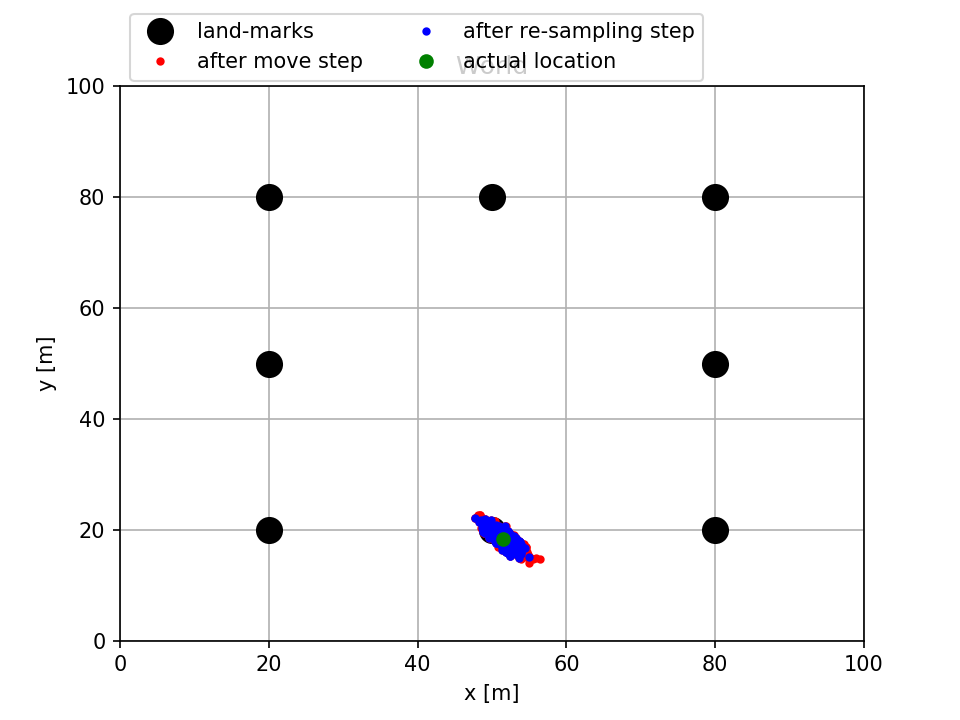 land-marks
after move step
after re-sampling step
actual location
World
100
80
60
40
20
0
y [m]
0 20 40 60 80 100
x [m]